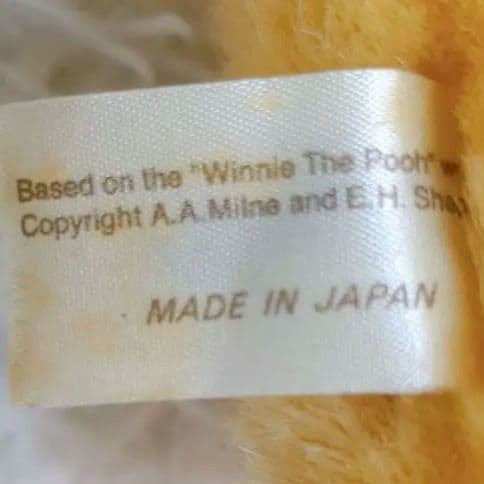 Based on the "Winnie The Pooh"
Copyright A.A. Milne and E.H.
MADE IN JAPAN